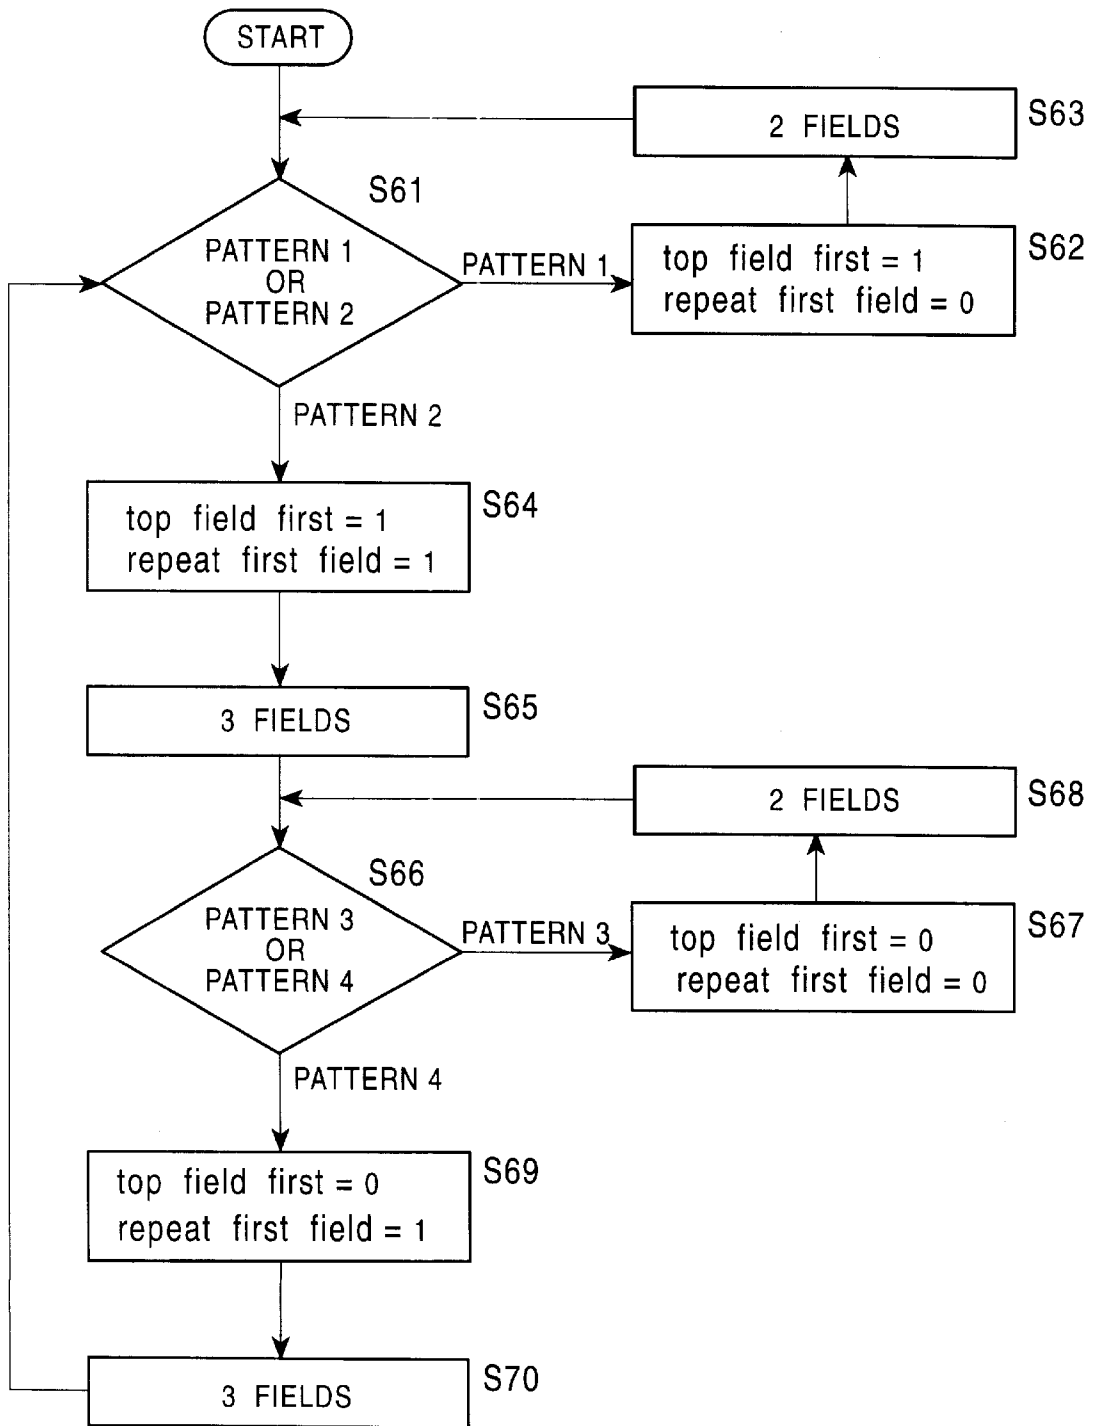 START
2 FIELDS
S63
S61
PATTERN 1
OR
PATTERN 2
PATTERN 1
top field first = 1
repeat first field = 0
S62
PATTERN 2
top field first = 1
repeat first field = 1
S64
3 FIELDS
S65
2 FIELDS
S68
S66
PATTERN 3
OR
PATTERN 4
PATTERN 3
top field first = 0
repeat first field = 0
S67
PATTERN 4
top field first = 0
repeat first field = 1
S69
3 FIELDS
S70